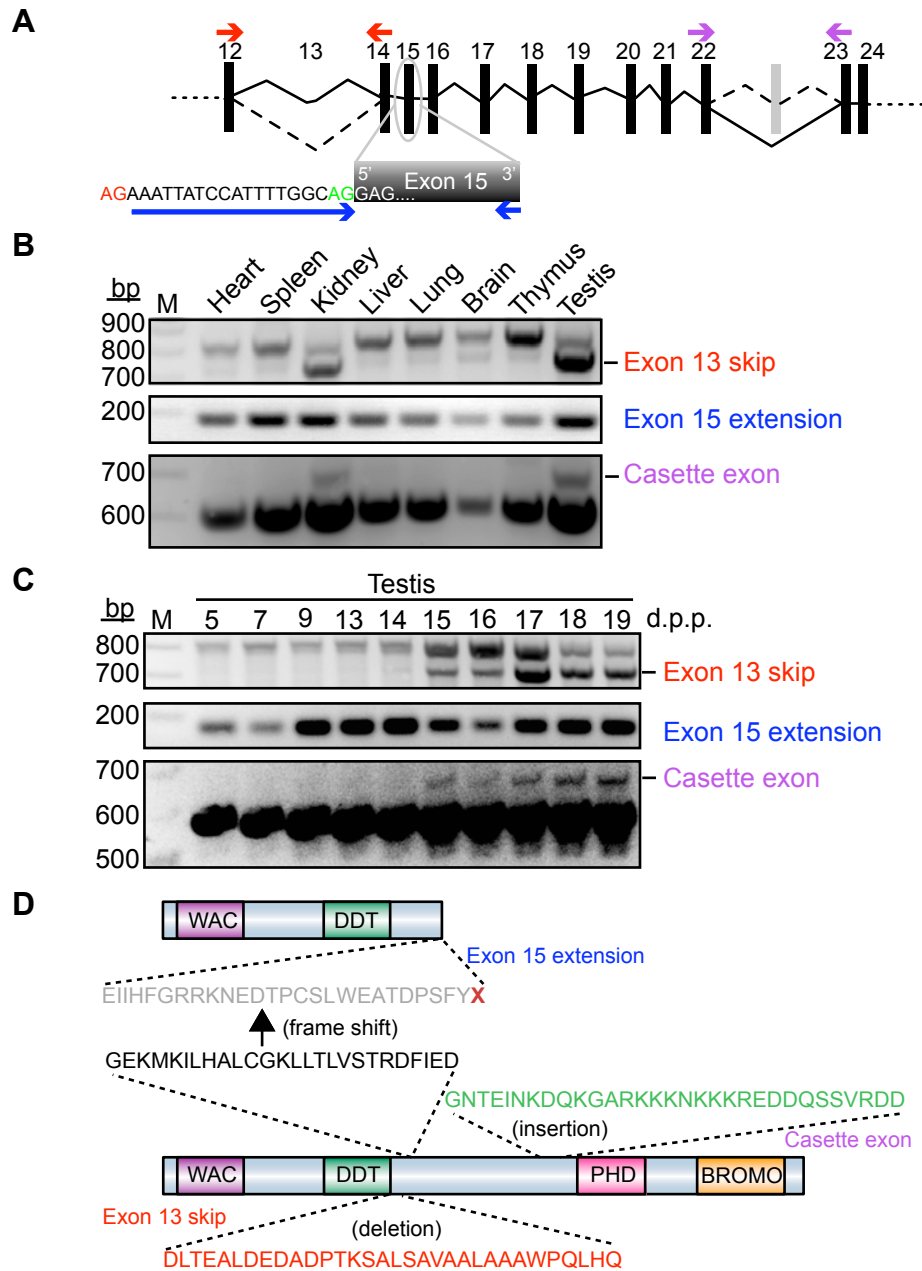 A
12 13 14 15 16 17 18 19 20 21 22 23 24
5' Exon 15 3'
AGAAATTATCCATTTTGGCAGGAG....
B
bp M Heart Spleen Kidney Liver Lung Brain Thymus Testis
900
800
700
Exon 13 skip
200
Exon 15 extension
700
Casette exon
600
C
Testis
bp M 5 7 9 13 14 15 16 17 18 19 d.p.p.
800
700
Exon 13 skip
200
Exon 15 extension
700
Casette exon
600
500
D
WAC DDT
Exon 15 extension
EIIHFGRRKNEDTPCSLWEATDPSFYX
(frame shift)
GEKMKILHALCGKLLTLVSTRDFIED
GNTEINKDQKGARKKKNKKKREDDQSSVRDD
(insertion)
Casette exon
WAC DDT PHD BROMO
Exon 13 skip
(deletion)
DLTEALDEDADPTKSALSAVAALAAAWPQLHQ